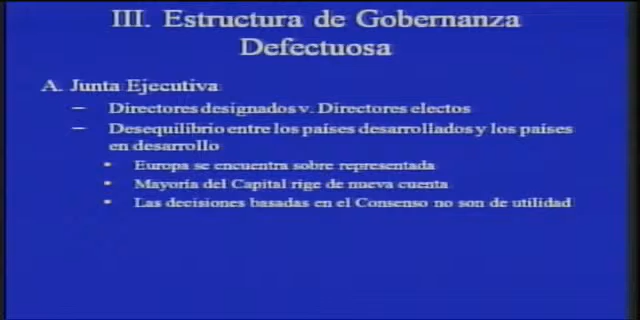 III. Estructura de Gobernanza
Defectuosa
A. Junta Ejecutiva
– Directores designados v. Directores electos
– Desequilibrio entre los países desarrollados y los países
en desarrollo
• Europa se encuentra sobre representada
• Mayoría del Capital rige de nueva cuenta
• Las decisiones basadas en el Consenso no son de utilidad